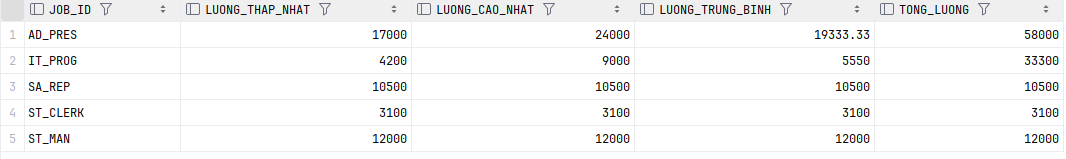 JOB_ID LUONG_THAP_NHAT LUONG_CAO_NHAT LUONG_TRUNG_BINH TONG_LUONG
1 AD_PRES 17000 24000 19333.33 58000
2 IT_PROG 4200 9000 5550 33300
3 SA_REP 10500 10500 10500 10500
4 ST_CLERK 3100 3100 3100 3100
5 ST_MAN 12000 12000 12000 12000